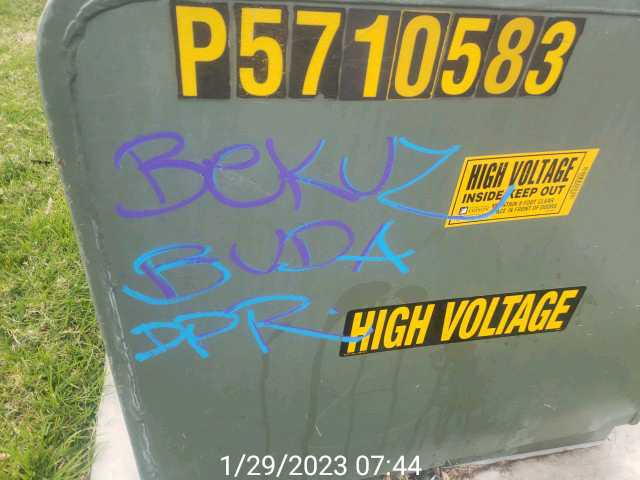 P5710583
BEKUZ
HIGH VOLTAGE
INSIDE KEEP OUT
BUDA
DPR
HIGH VOLTAGE
1/29/2023 07:44